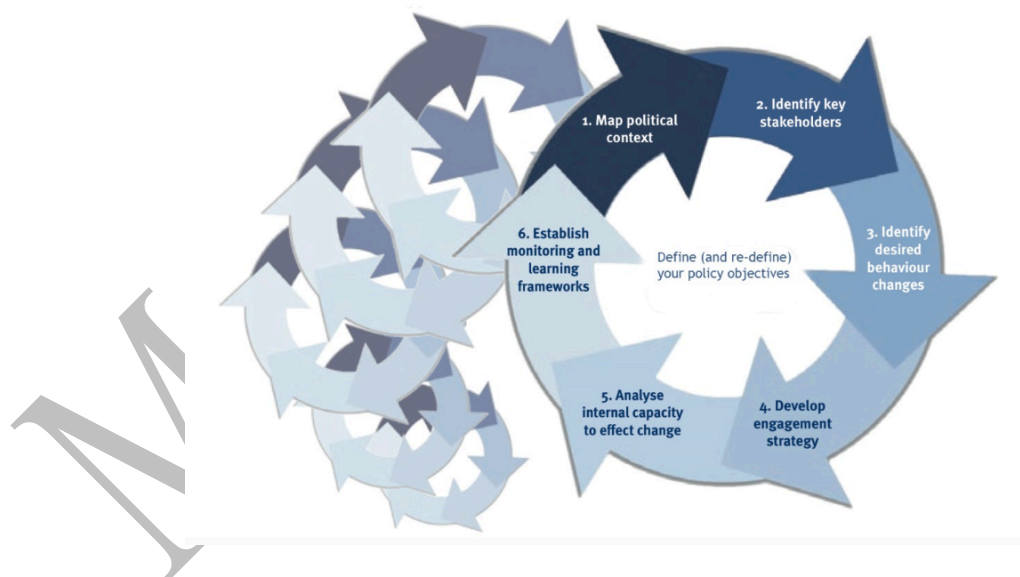 1. Map political
context
2. Identify key
stakeholders
3. Identify
desired
behaviour
changes
4. Develop
engagement
strategy
5. Analyse
internal capacity
to effect change
6. Establish
monitoring and
learning
frameworks
Define (and re-define)
your policy objectives
M